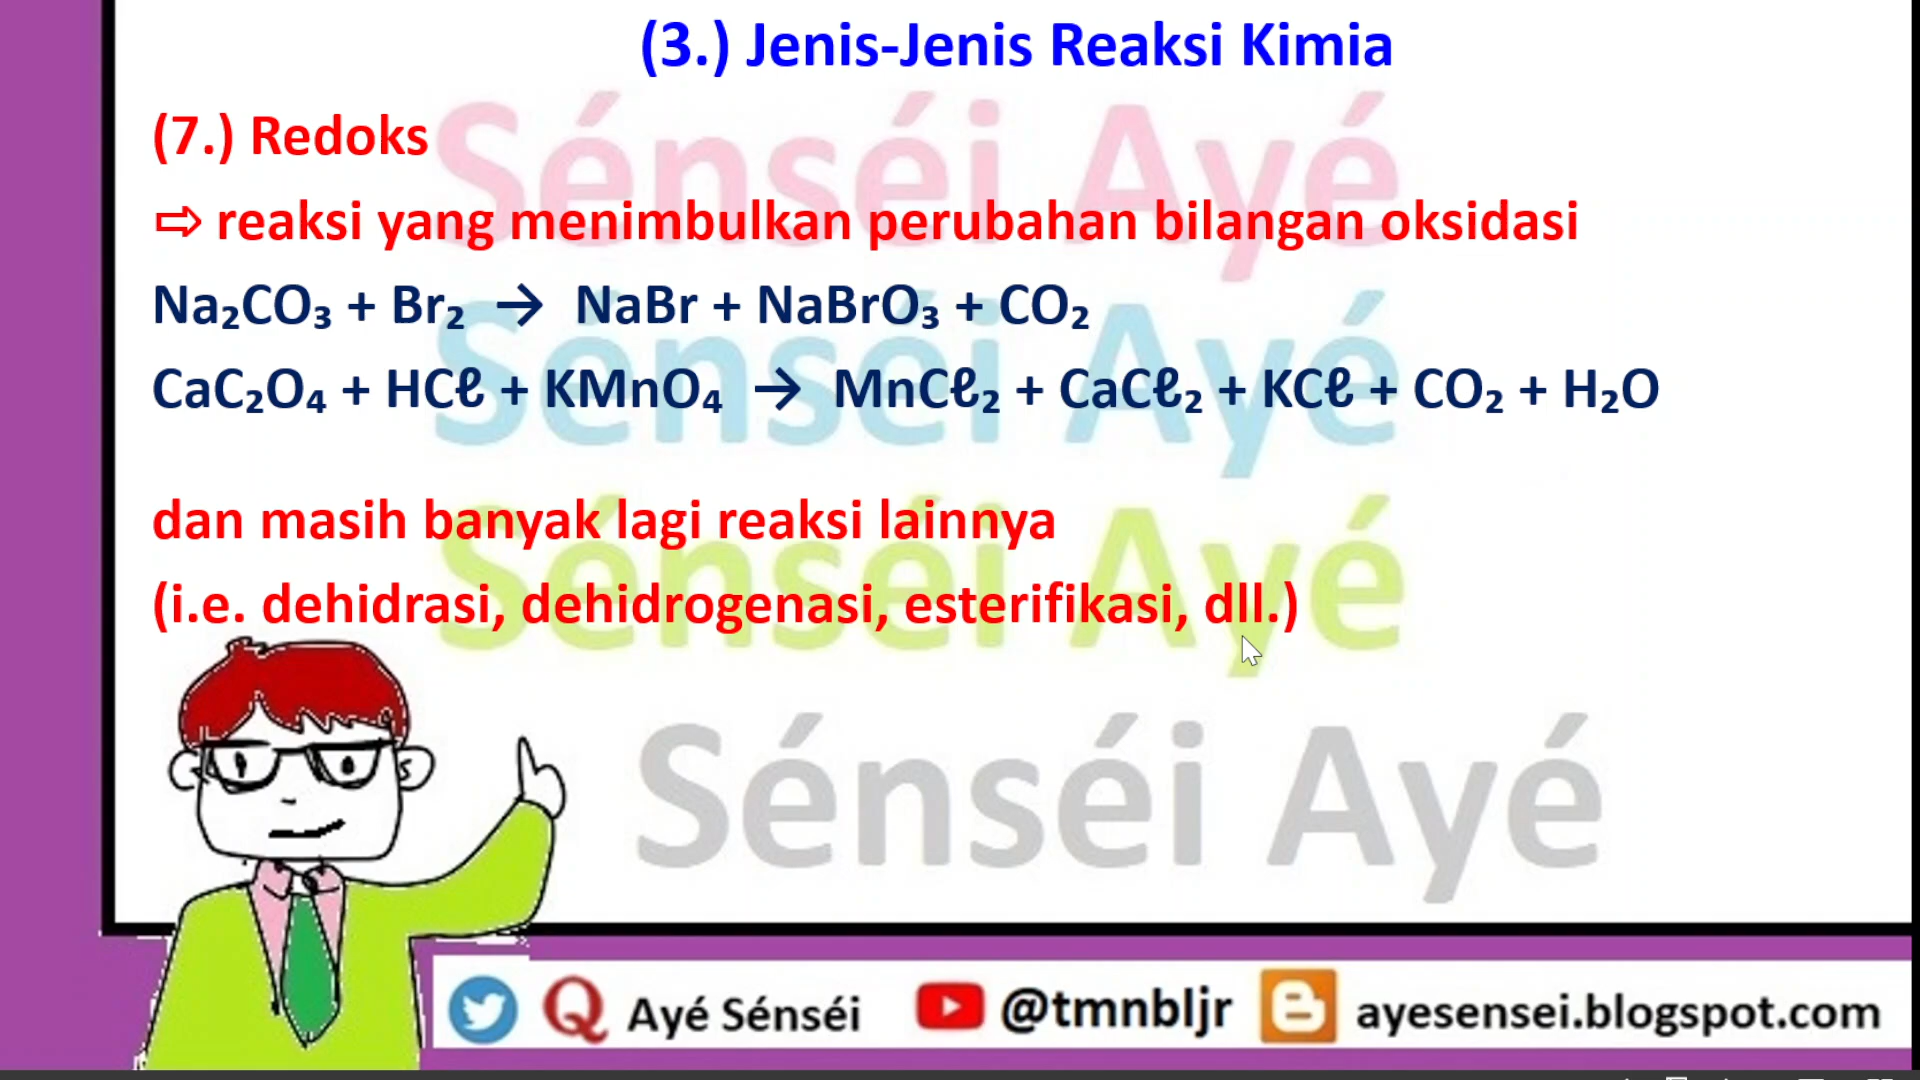 (3.) Jenis-Jenis Reaksi Kimia
(7.) Redoks
⇨ reaksi yang menimbulkan perubahan bilangan oksidasi
Na₂CO₃ + Br₂ → NaBr + NaBrO₃ + CO₂
CaC₂O₄ + HCℓ + KMnO₄ → MnCℓ₂ + CaCℓ₂ + KCℓ + CO₂ + H₂O
dan masih banyak lagi reaksi lainnya
(i.e. dehidrasi, dehidrogenasi, esterifikasi, dll.)
Sénséi Ayé
Sénséi Ayé
Sénséi Ayé
Sénséi Ayé
Ayé Sénséi @tmnbljr ayesensei.blogspot.com